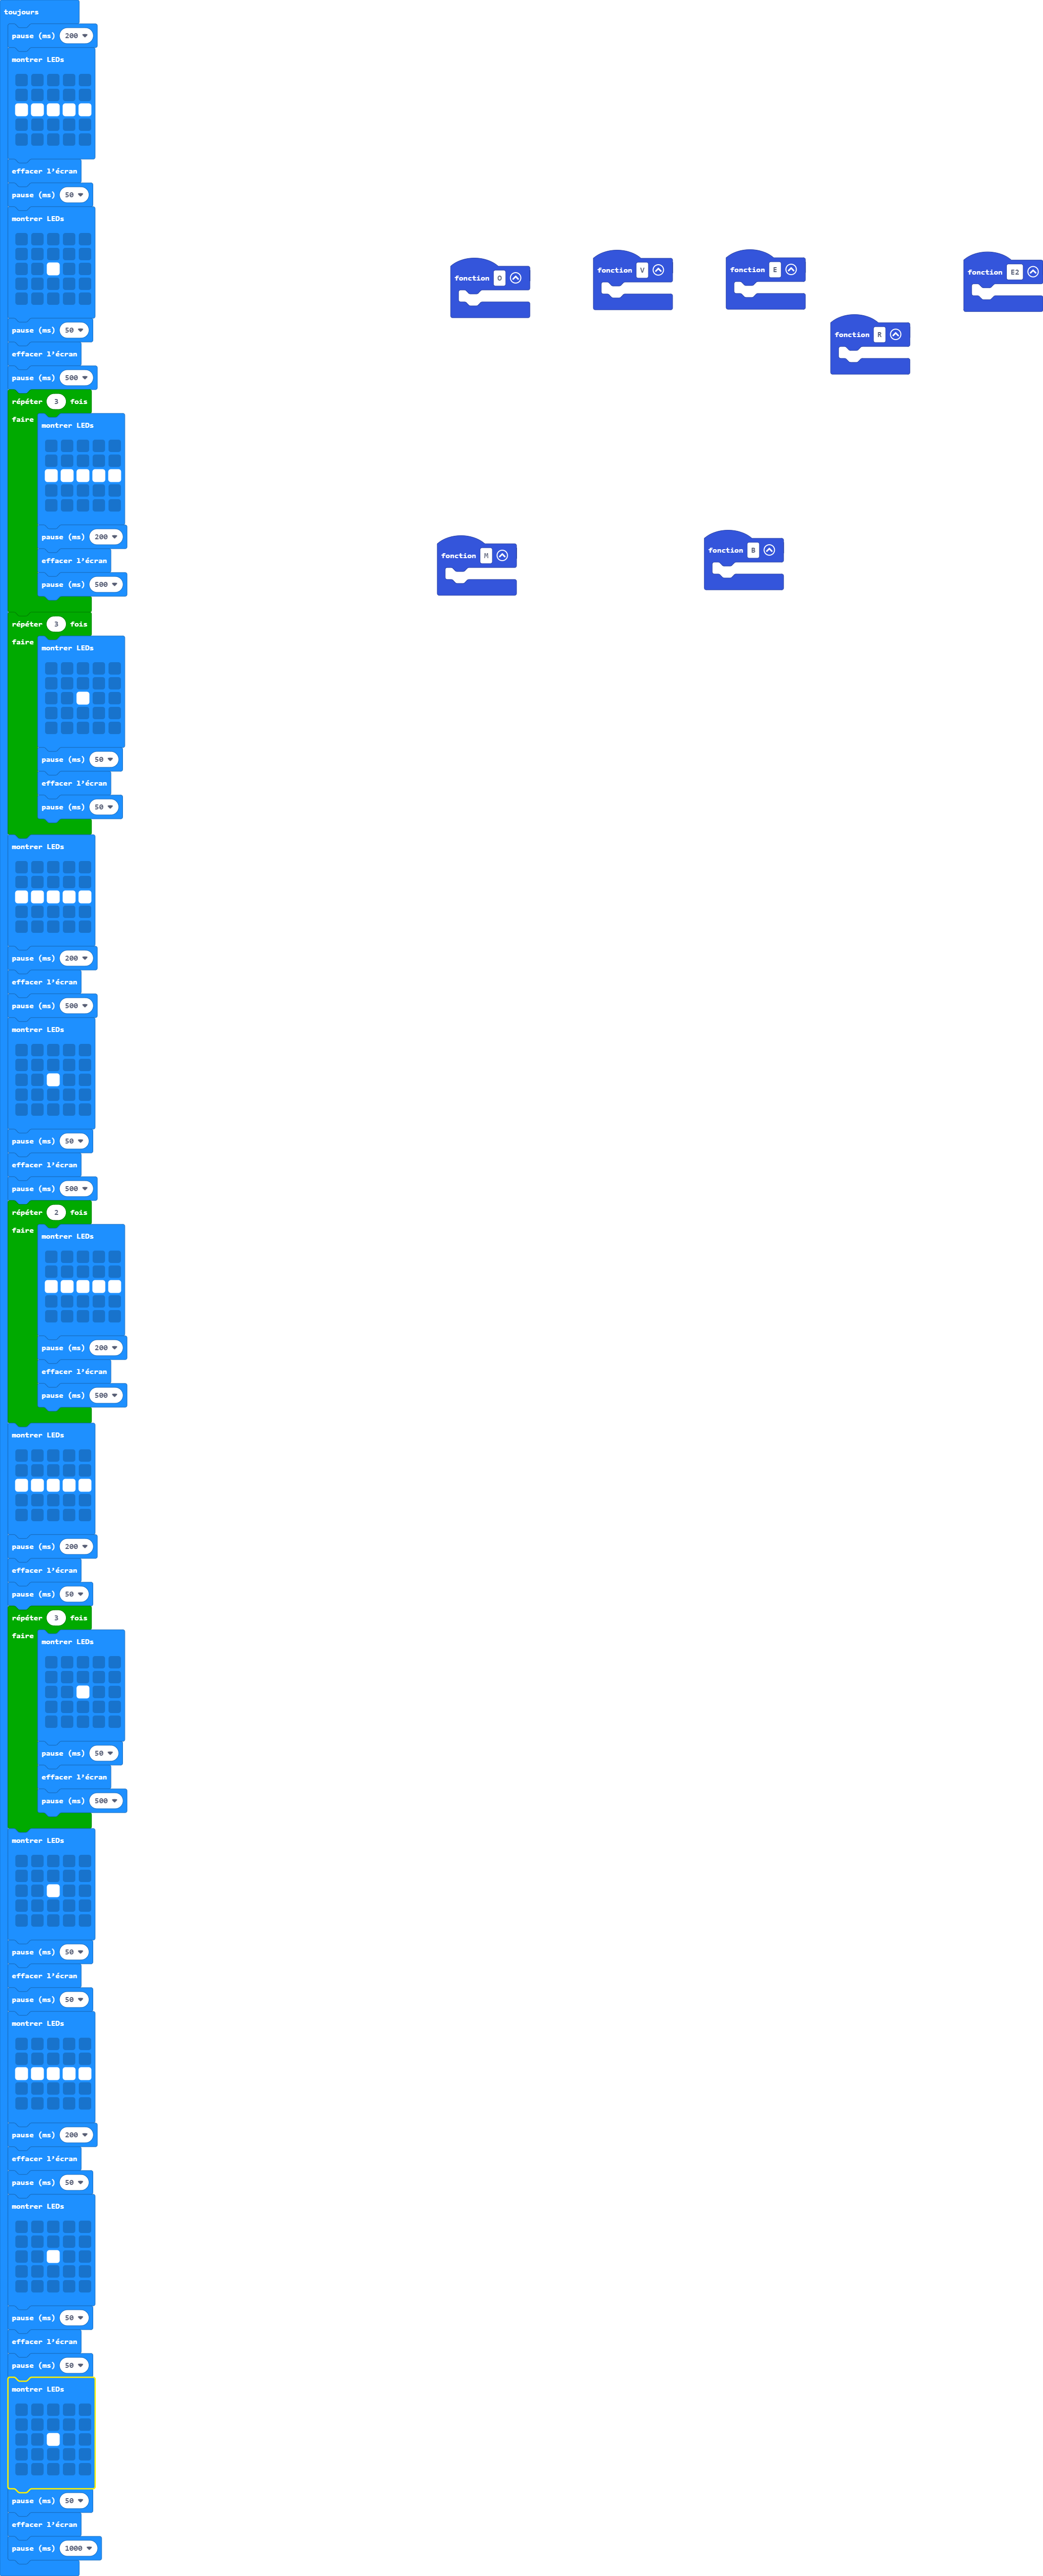 toujours
pause (ms) 200
montrer LEDs
effacer l'écran
pause (ms) 50
montrer LEDs
pause (ms) 50
effacer l'écran
pause (ms) 500
répéter 3 fois
faire
montrer LEDs
pause (ms) 200
effacer l'écran
pause (ms) 500
répéter 3 fois
faire
montrer LEDs
pause (ms) 50
effacer l'écran
pause (ms) 50
montrer LEDs
pause (ms) 200
effacer l'écran
pause (ms) 500
montrer LEDs
pause (ms) 50
effacer l'écran
pause (ms) 500
répéter 2 fois
faire
montrer LEDs
pause (ms) 200
effacer l'écran
pause (ms) 500
montrer LEDs
pause (ms) 200
effacer l'écran
pause (ms) 50
répéter 3 fois
faire
montrer LEDs
pause (ms) 50
effacer l'écran
pause (ms) 500
montrer LEDs
pause (ms) 50
effacer l'écran
pause (ms) 50
montrer LEDs
pause (ms) 200
effacer l'écran
pause (ms) 50
montrer LEDs
pause (ms) 50
effacer l'écran
pause (ms) 50
montrer LEDs
pause (ms) 50
effacer l'écran
pause (ms) 1000
fonction O
fonction V
fonction E
fonction R
fonction E2
fonction M
fonction B